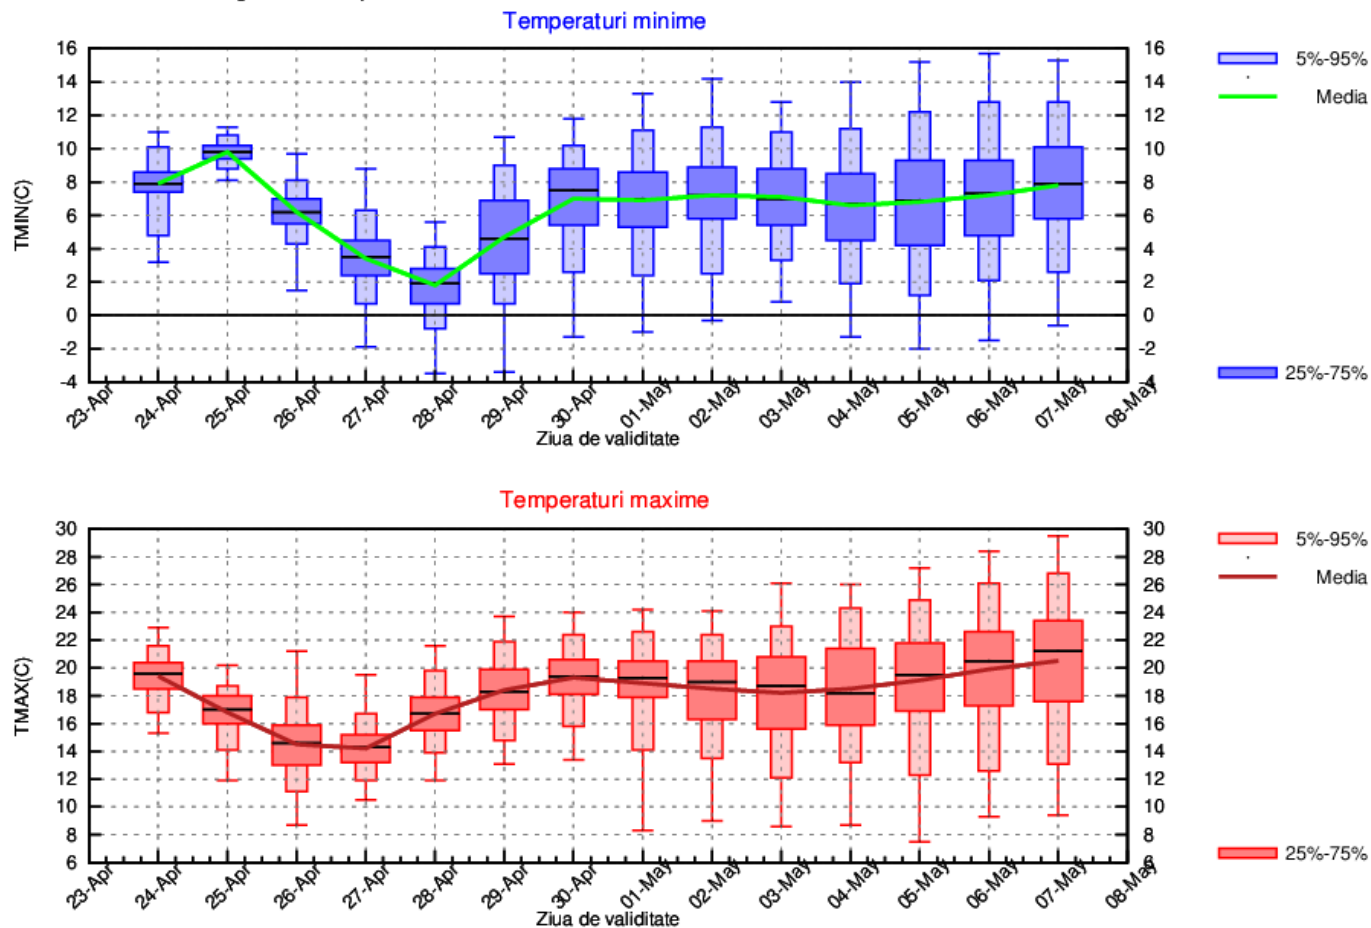 Temperaturi minime
TMIN(C)
16
14
12
10
8
6
4
2
0
-2
-4
16
14
12
10
8
6
4
2
0
-2
-4
23-Apr
24-Apr
25-Apr
26-Apr
27-Apr
28-Apr
29-Apr
30-Apr
01-May
02-May
03-May
04-May
05-May
06-May
07-May
08-May
Ziua de validitate
5%-95%
Media
25%-75%
Temperaturi maxime
TMAX(C)
30
28
26
24
22
20
18
16
14
12
10
8
6
30
28
26
24
22
20
18
16
14
12
10
8
6
23-Apr
24-Apr
25-Apr
26-Apr
27-Apr
28-Apr
29-Apr
30-Apr
01-May
02-May
03-May
04-May
05-May
06-May
07-May
08-May
Ziua de validitate
5%-95%
Media
25%-75%